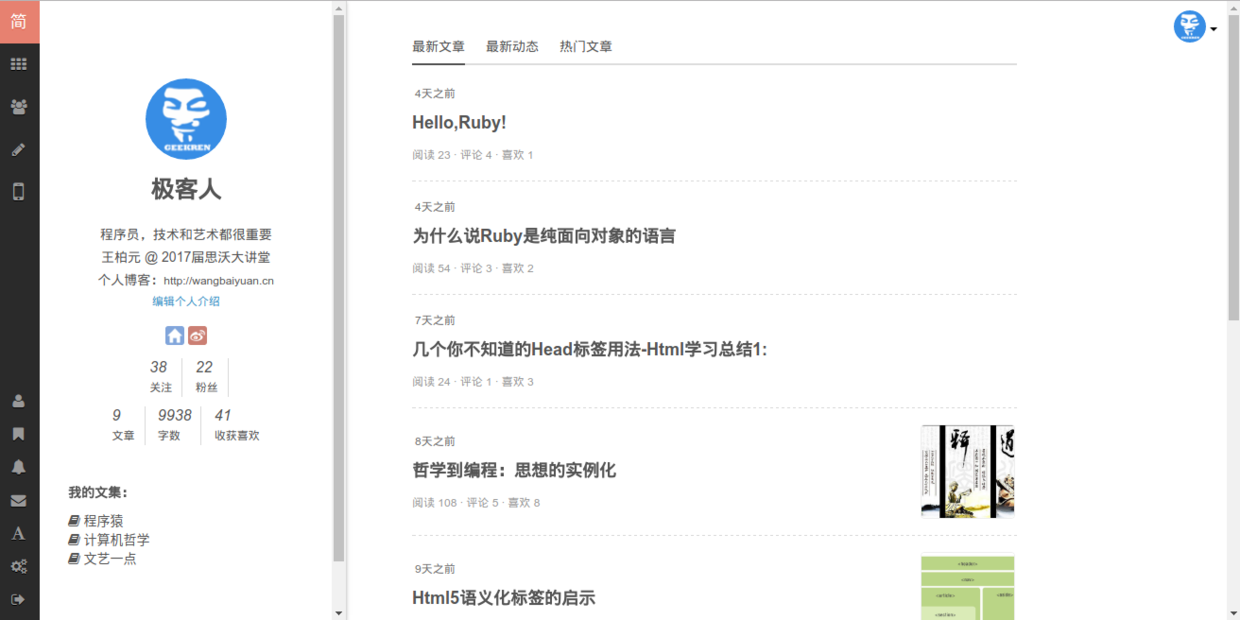 简
GEEKREN
极客人
程序员，技术和艺术都很重要
王柏元 @ 2017届思沃大讲堂
个人博客：http://wangbaiyuan.cn
编辑个人介绍
38 22
关注 粉丝
9 9938 41
文章 字数 收获喜欢
我的文集：
程序猿
计算机哲学
文艺一点
最新文章 最新动态 热门文章
4天之前
Hello,Ruby!
阅读 23 · 评论 4 · 喜欢 1
4天之前
为什么说Ruby是纯面向对象的语言
阅读 54 · 评论 3 · 喜欢 2
7天之前
几个你不知道的Head标签用法-Html学习总结1:
阅读 24 · 评论 1 · 喜欢 3
8天之前
哲学到编程：思想的实例化
阅读 108 · 评论 5 · 喜欢 8
释 道
9天之前
Html5语义化标签的启示